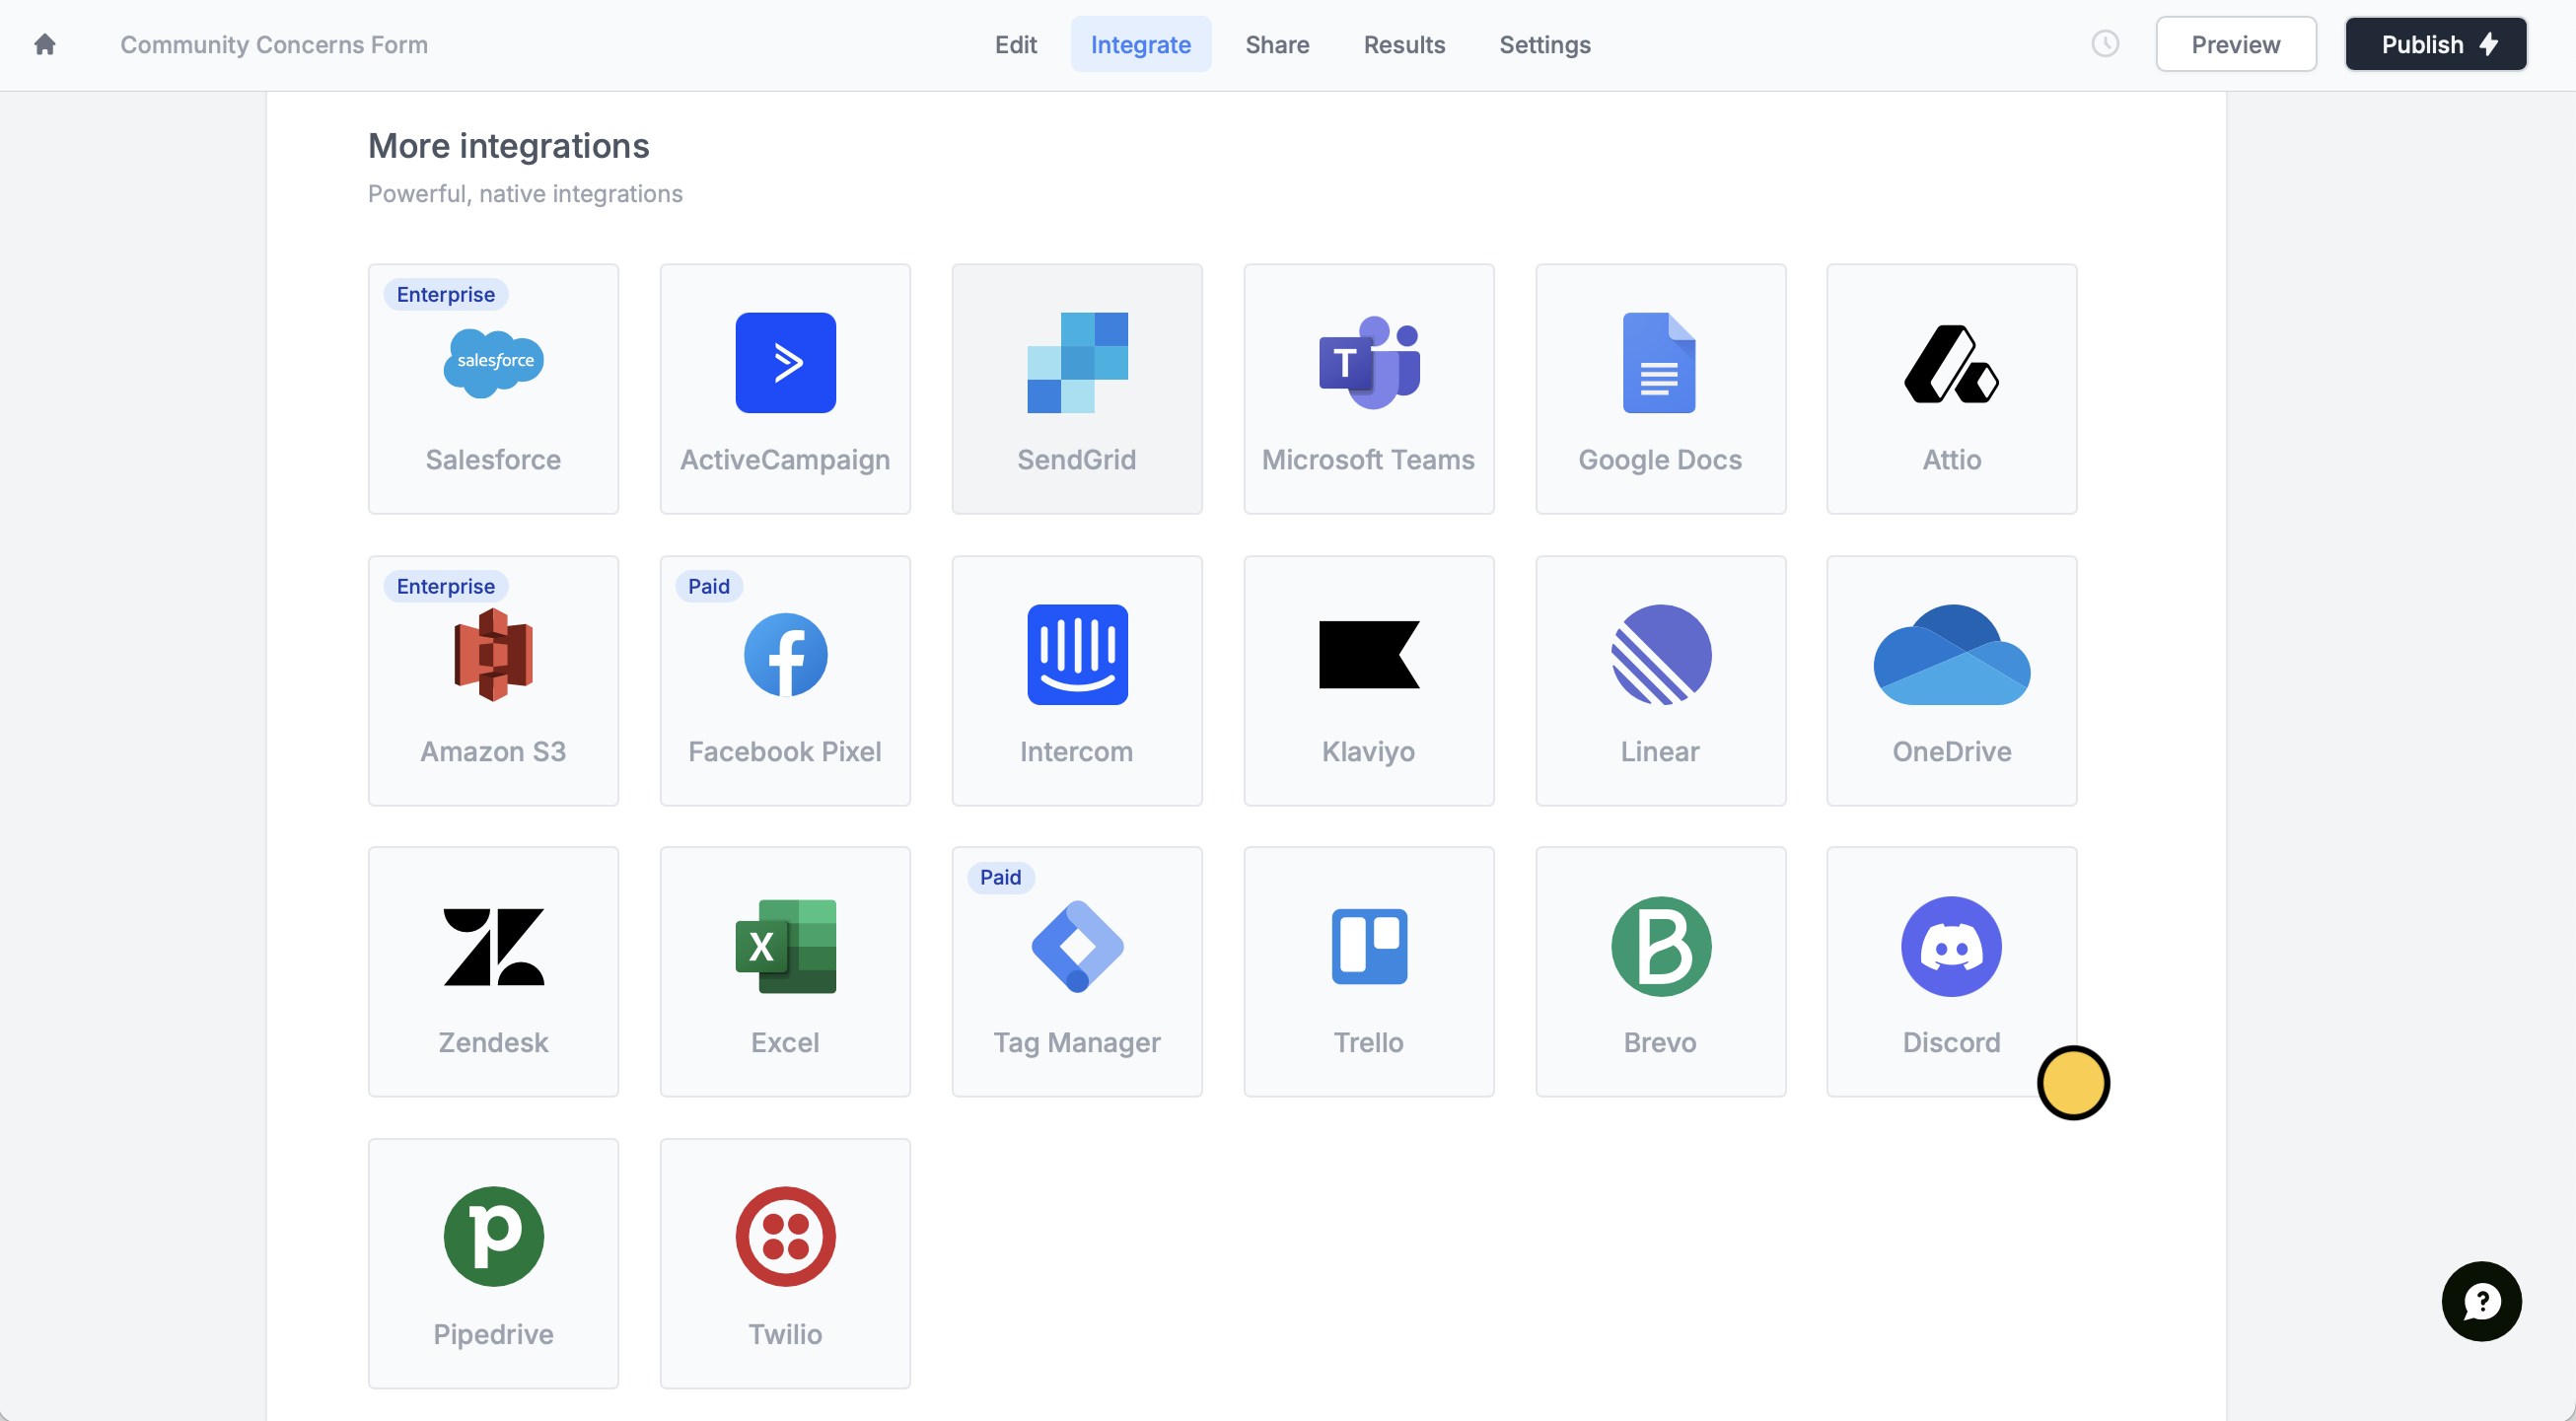 Community Concerns Form
Edit
Integrate
Share
Results
Settings
Preview
Publish
More integrations
Powerful, native integrations
Enterprise
salesforce
Salesforce
ActiveCampaign
SendGrid
T
Microsoft Teams
Google Docs
Attio
Enterprise
Amazon S3
Paid
Facebook Pixel
Intercom
Klaviyo
Linear
OneDrive
Zendesk
X
Excel
Paid
Tag Manager
Trello
B
Brevo
Discord
p
Pipedrive
Twilio
?